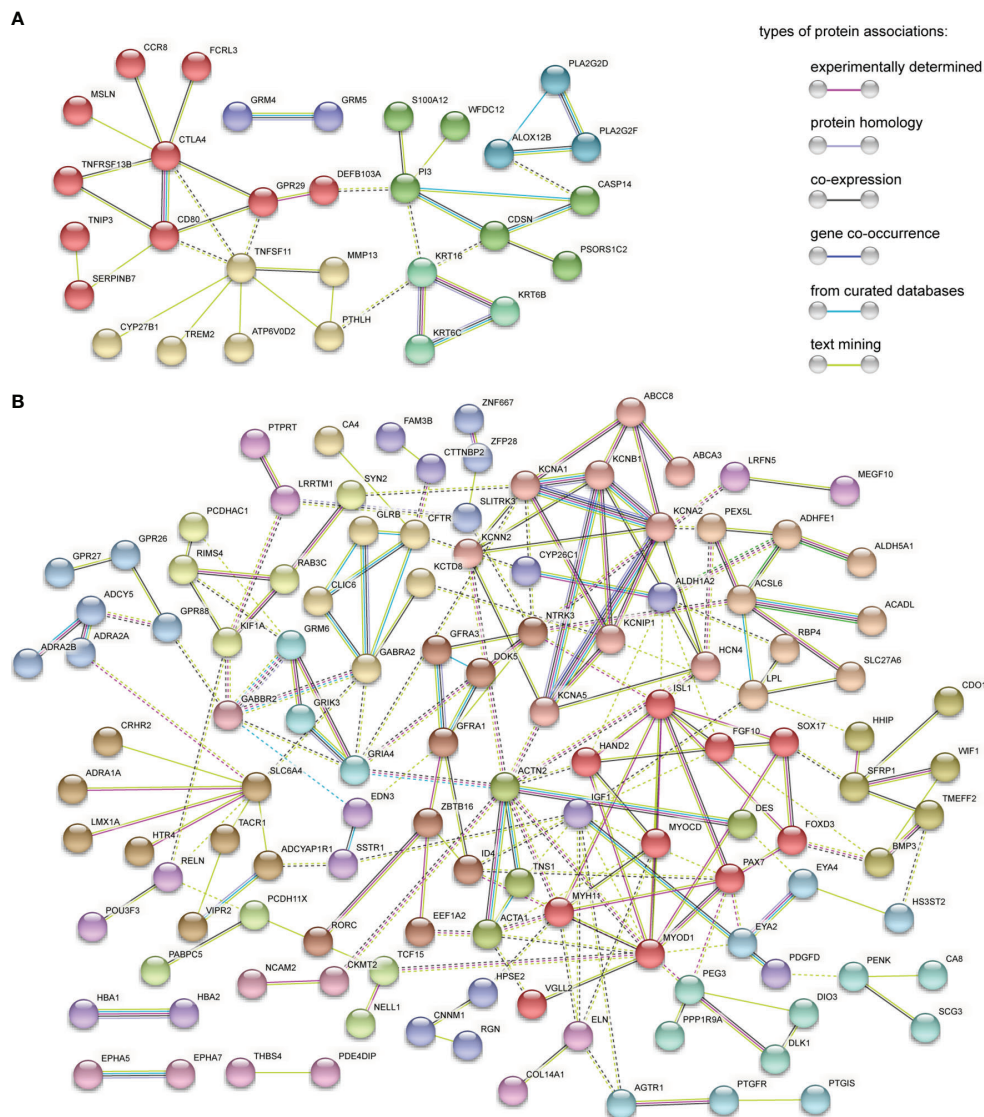 A
CCR8
FCRL3
MSLN
GRM4
GRM5
S100A12
WFDC12
PLA2G2D
CTLA4
ALOX12B
PLA2G2F
TNFRSF13B
GPR29
DEFB103A
PI3
CASP14
TNIP3
CD80
CDSN
TNFSF11
MMP13
KRT16
PSORS1C2
SERPINB7
KRT6B
CYP27B1
TREM2
ATP6V0D2
PTHLH
KRT6C
types of protein associations:
experimentally determined
protein homology
co-expression
gene co-occurrence
from curated databases
text mining
B
ZNF667
ABCC8
PTPRT
CA4
FAM3B
ZFP28
CTTNBP2
KCNA1
KCNB1
ABCA3
LRFN5
MEGF10
LRRTM1
SYN2
SLITRK3
KCNA2
PEX5L
ADHFE1
PCDHAC1
GLRB
CFTR
KCNN2
GPR26
RIMS4
ALDH5A1
GPR27
RAB3C
CLIC6
KCTD8
CYP26C1
ALDH1A2
ACSL6
ADCY5
GPR88
KIF1A
GRM6
GFRA3
NTRK3
KCNIP1
RBP4
ACADL
ADRA2A
ADRA2B
GABRA2
DOK5
HCN4
SLC27A6
GABBR2
GRIK3
KCNA5
ISL1
LPL
CDO1
CRHR2
GRIA4
GFRA1
HAND2
FGF10
SOX17
HHIP
ADRA1A
SLC6A4
ACTN2
SFRP1
WIF1
EDN3
IGF1
DES
TMEFF2
LMX1A
HTR4
TACR1
ZBTB16
FOXD3
ADCYAP1R1
SSTR1
ID4
MYOCD
BMP3
RELN
TNS1
PAX7
EYA4
POU3F3
VIPR2
PCDH11X
MYH11
HS3ST2
RORC
EEF1A2
ACTA1
EYA2
PABPC5
TCF15
MYOD1
PDGFD
NCAM2
CKMT2
HPSE2
VGLL2
PEG3
PENK
CA8
HBA1
HBA2
NELL1
CNNM1
RGN
ELN
PPP1R9A
DIO3
SCG3
DLK1
EPHA5
EPHA7
THBS4
PDE4DIP
COL14A1
AGTR1
PTGFR
PTGIS